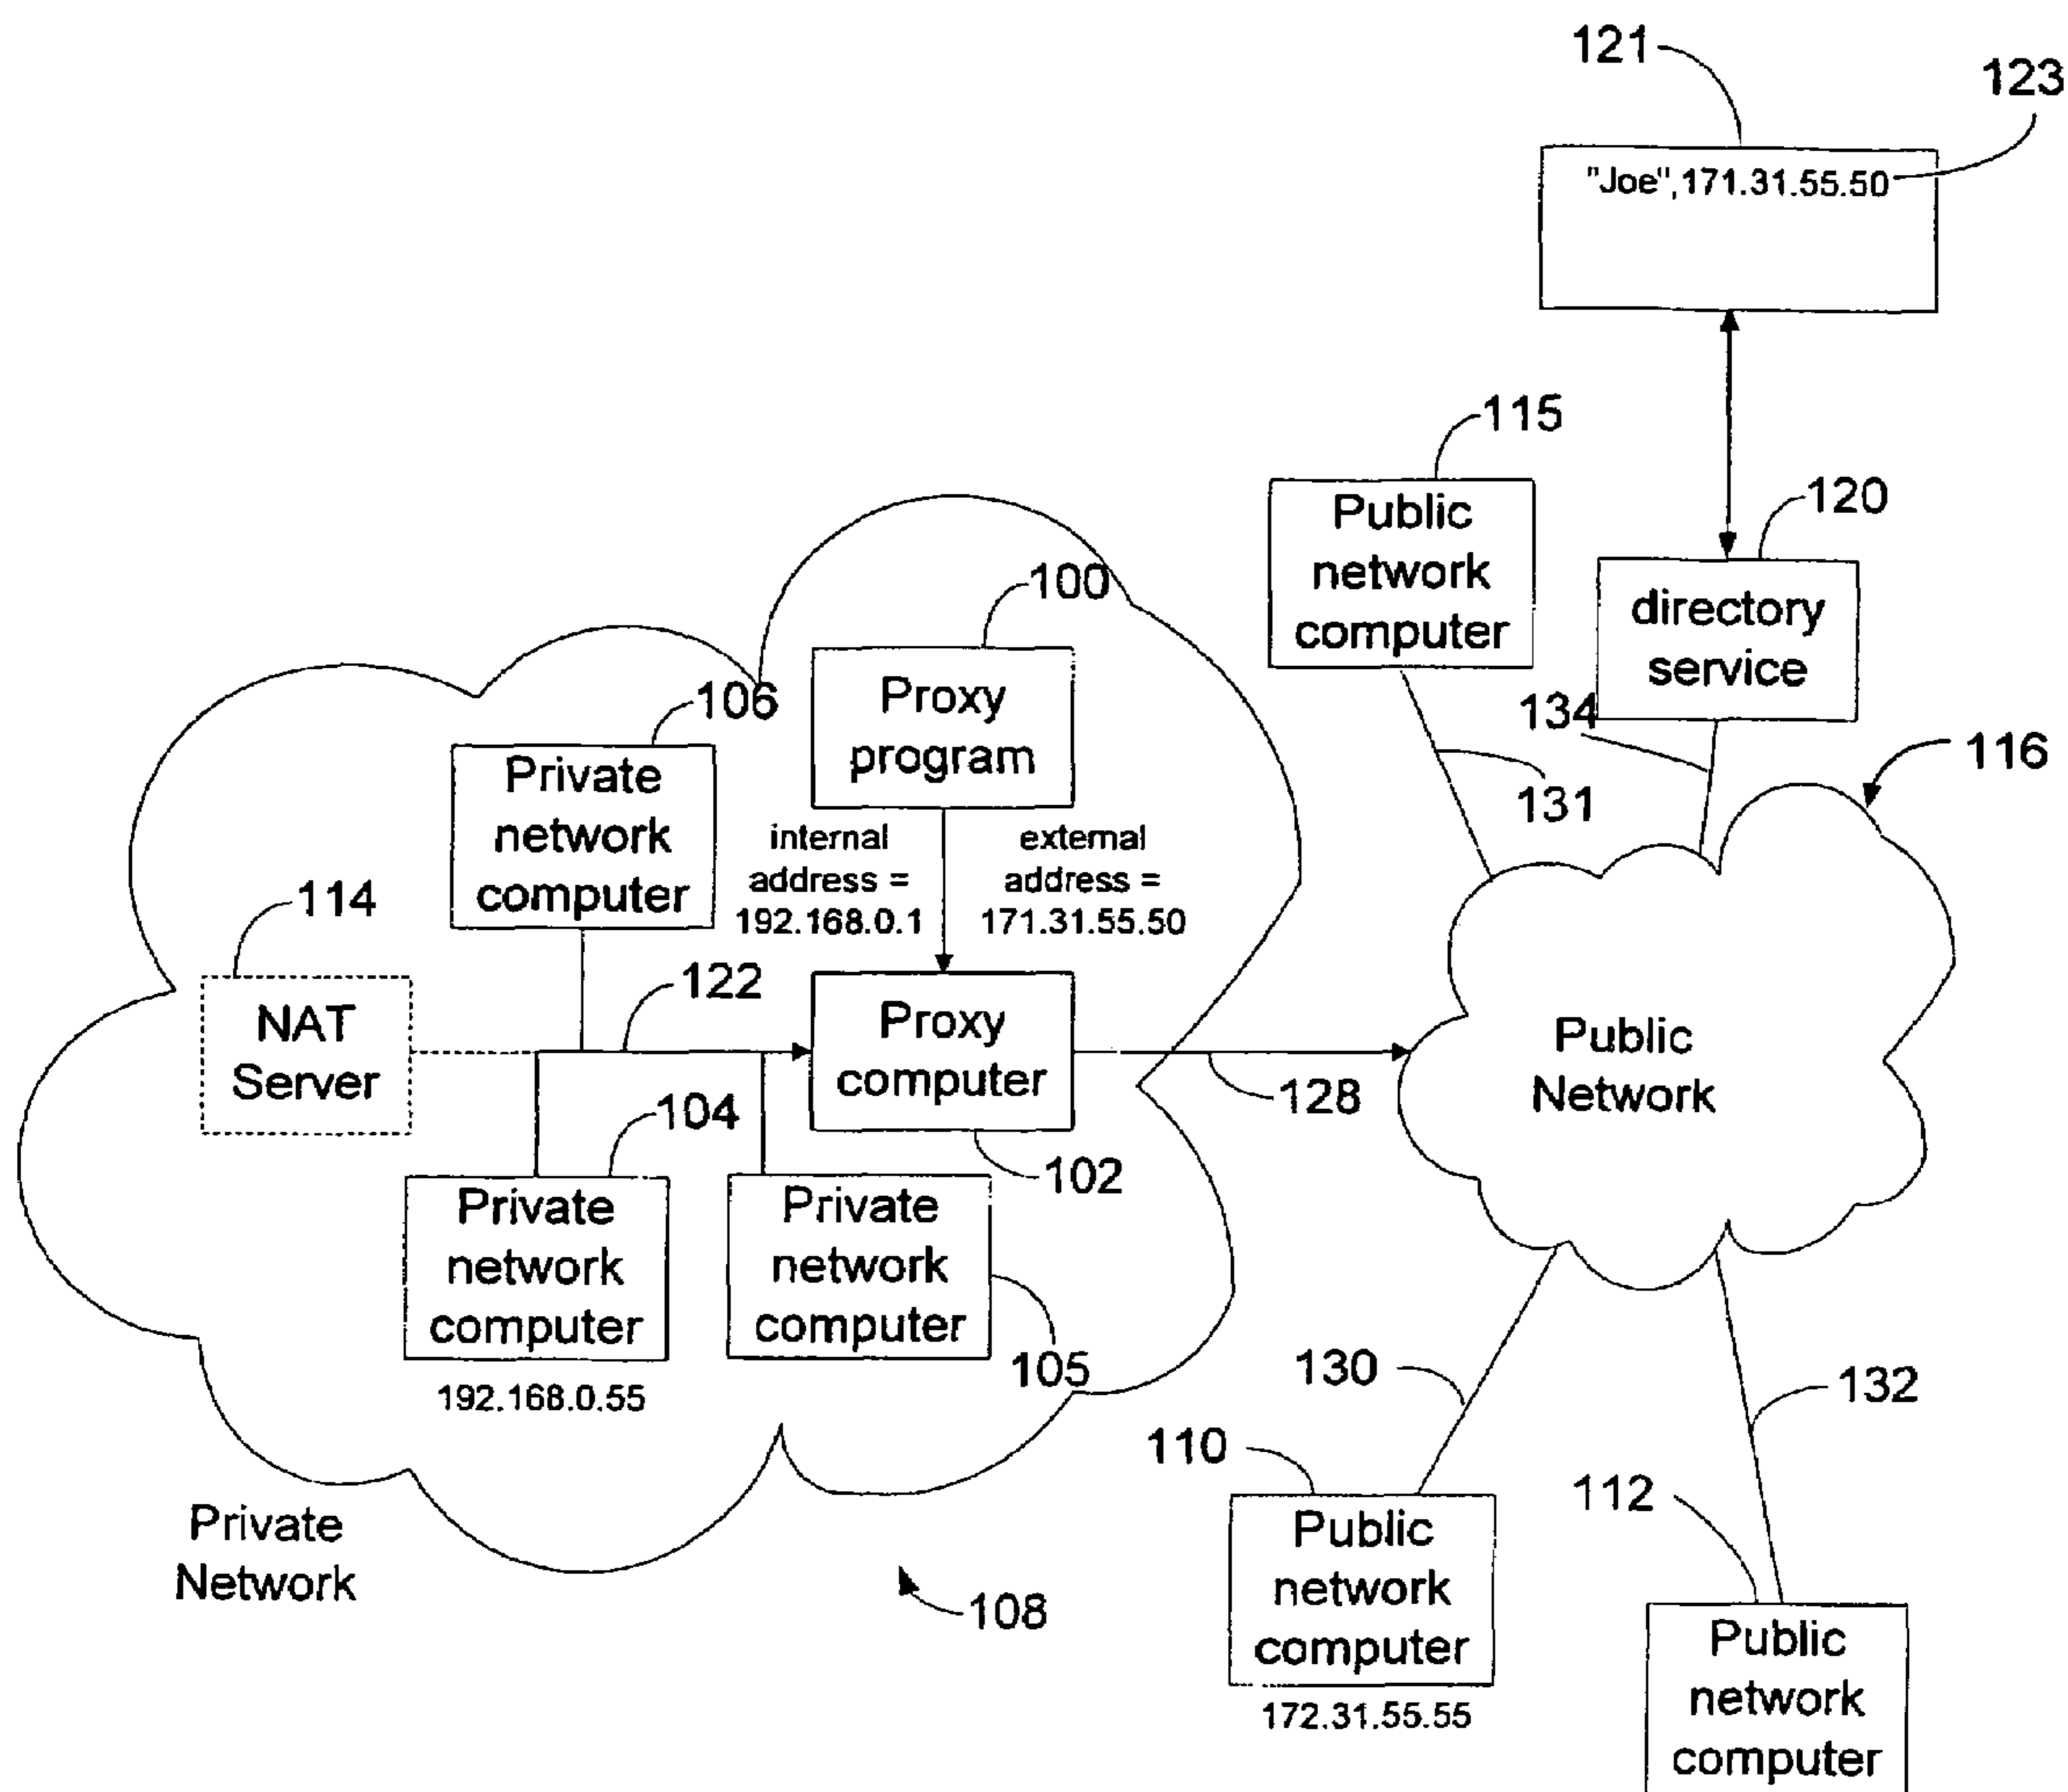 121
123
"Joe",171.31.55.50
115
Public
network
computer
120
directory
service
134
131
116
100
Proxy
program
106
Private
network
computer
internal
address =
192.168.0.1
external
address =
171.31.55.50
114
NAT
Server
122
Proxy
computer
128
102
Public
Network
104
Private
network
computer
192.168.0.55
Private
network
computer
105
130
132
110
Public
network
computer
172.31.55.55
112
Public
network
computer
Private
Network
108